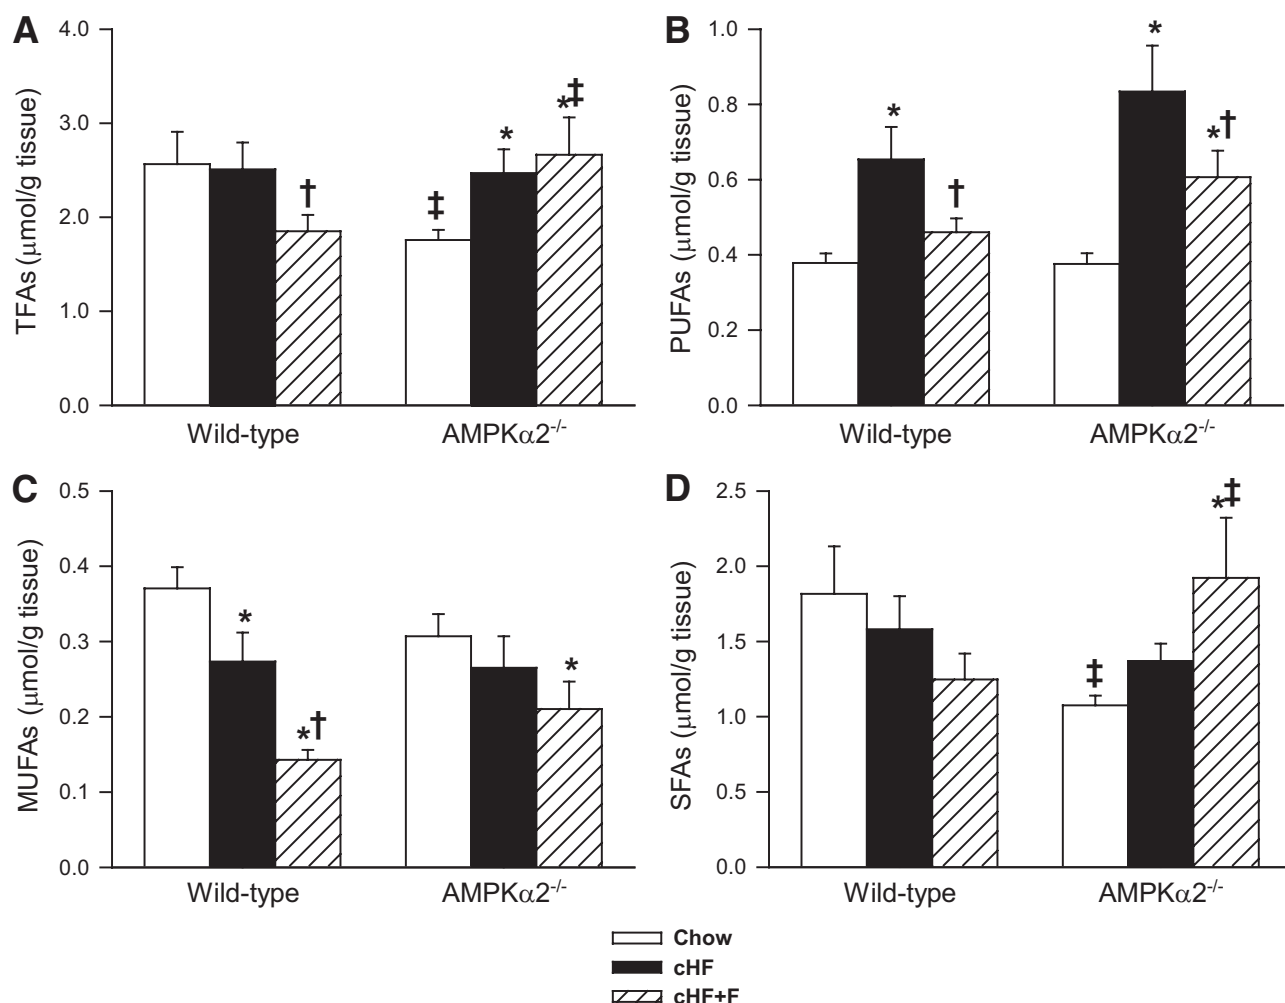 A
TFAs (μmol/g tissue)
4.0
3.0
2.0
1.0
0.0
†
‡
*
*‡
Wild-type
AMPKα2-/-
B
PUFAs (μmol/g tissue)
1.0
0.8
0.6
0.4
0.2
0.0
*
†
*
*†
Wild-type
AMPKα2-/-
C
MUFAs (μmol/g tissue)
0.5
0.4
0.3
0.2
0.1
0.0
*
*†
*
Wild-type
AMPKα2-/-
D
SFAs (μmol/g tissue)
2.5
2.0
1.5
1.0
0.5
0.0
‡
*‡
Wild-type
AMPKα2-/-
Chow
cHF
cHF+F